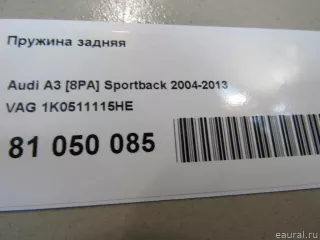 Пружина задняя
Audi A3 [8PA] Sportback 2004-2013
VAG 1K0511115HE
81 050 085
eaural.ru